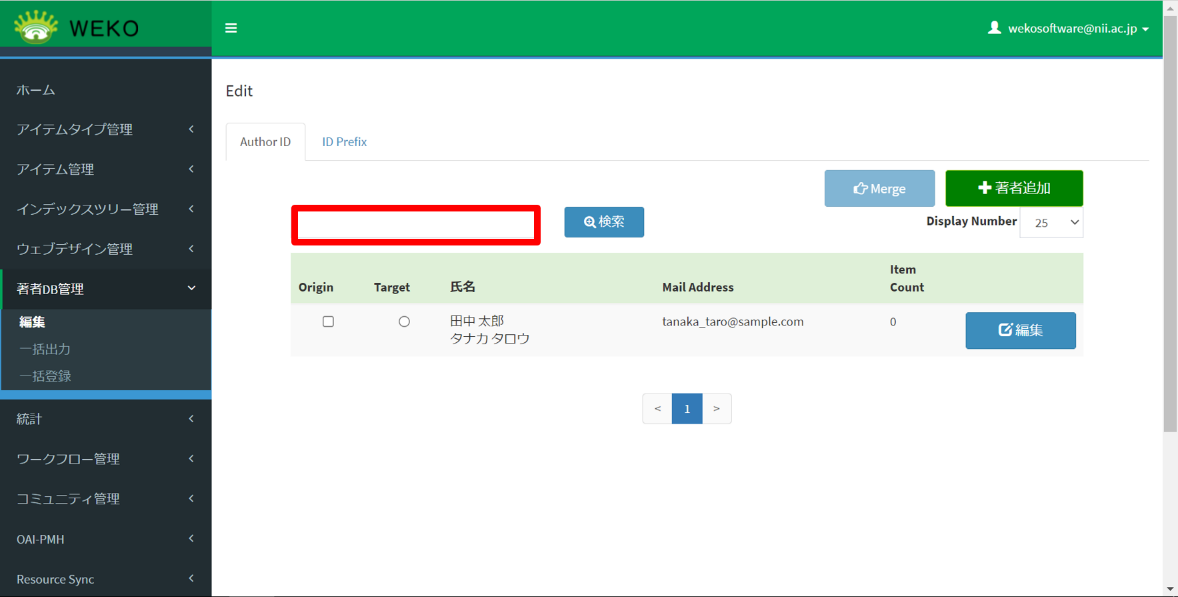 WEKO
wekosoftware@nii.ac.jp
ホーム
アイテムタイプ管理
アイテム管理
インデックスツリー管理
ウェブデザイン管理
著者DB管理
編集
一括出力
一括登録
統計
ワークフロー管理
コミュニティ管理
OAI-PMH
Resource Sync
Edit
Author ID
ID Prefix
Merge
著者追加
検索
Display Number 25
Origin Target 氏名 Mail Address Item Count
田中 太郎 tanaka_taro@sample.com 0 編集
タナカ タロウ
< 1 >